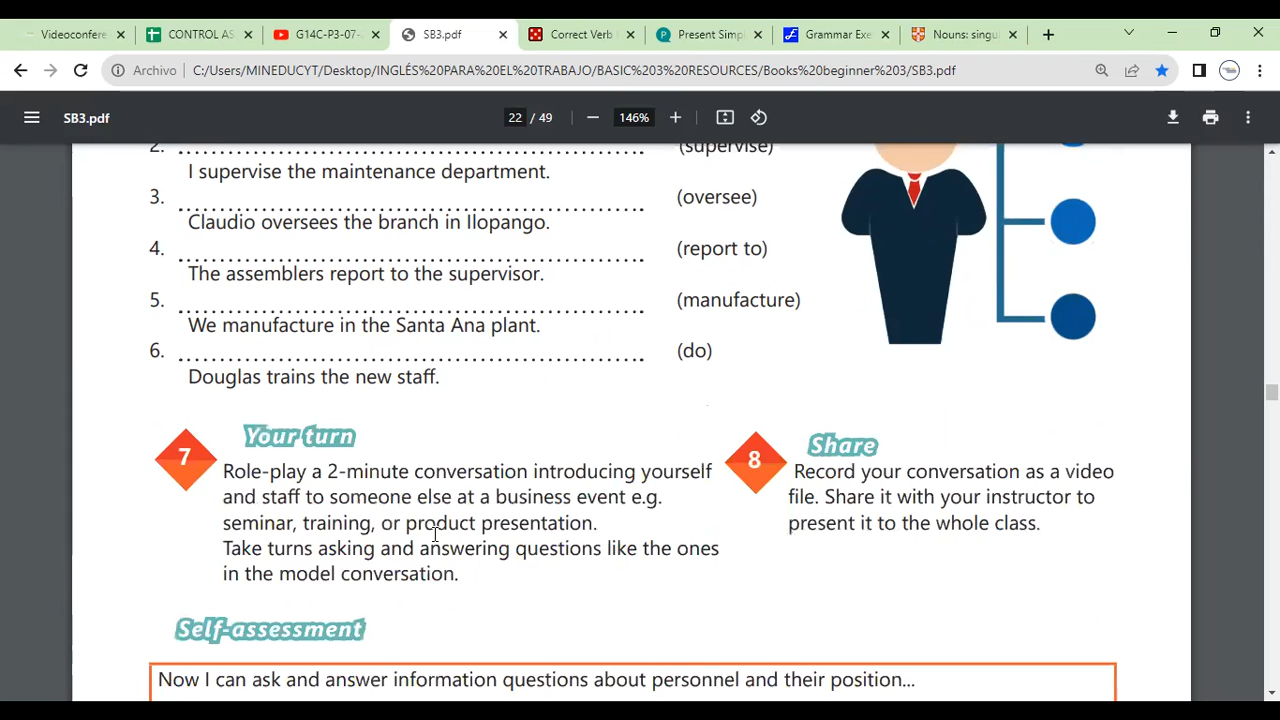 Videoconfere
CONTROL AS
G14C-P3-07-
SB3.pdf
Correct Verb
Present Simpl
Grammar Exe
Nouns: singu
Archivo
C:/Users/MINEDUCYT/Desktop/INGLÉS%20PARA%20EL%20TRABAJO/BASIC%203%20RESOURCES/Books%20beginner%203/SB3.pdf
SB3.pdf
22 / 49
146%
2. (supervise)
I supervise the maintenance department.
3. (oversee)
Claudio oversees the branch in Ilopango.
4. (report to)
The assemblers report to the supervisor.
5. (manufacture)
We manufacture in the Santa Ana plant.
6. (do)
Douglas trains the new staff.
7
Your turn
Role-play a 2-minute conversation introducing yourself
and staff to someone else at a business event e.g.
seminar, training, or product presentation.
Take turns asking and answering questions like the ones
in the model conversation.
8
Share
Record your conversation as a video
file. Share it with your instructor to
present it to the whole class.
Self-assessment
Now I can ask and answer information questions about personnel and their position...